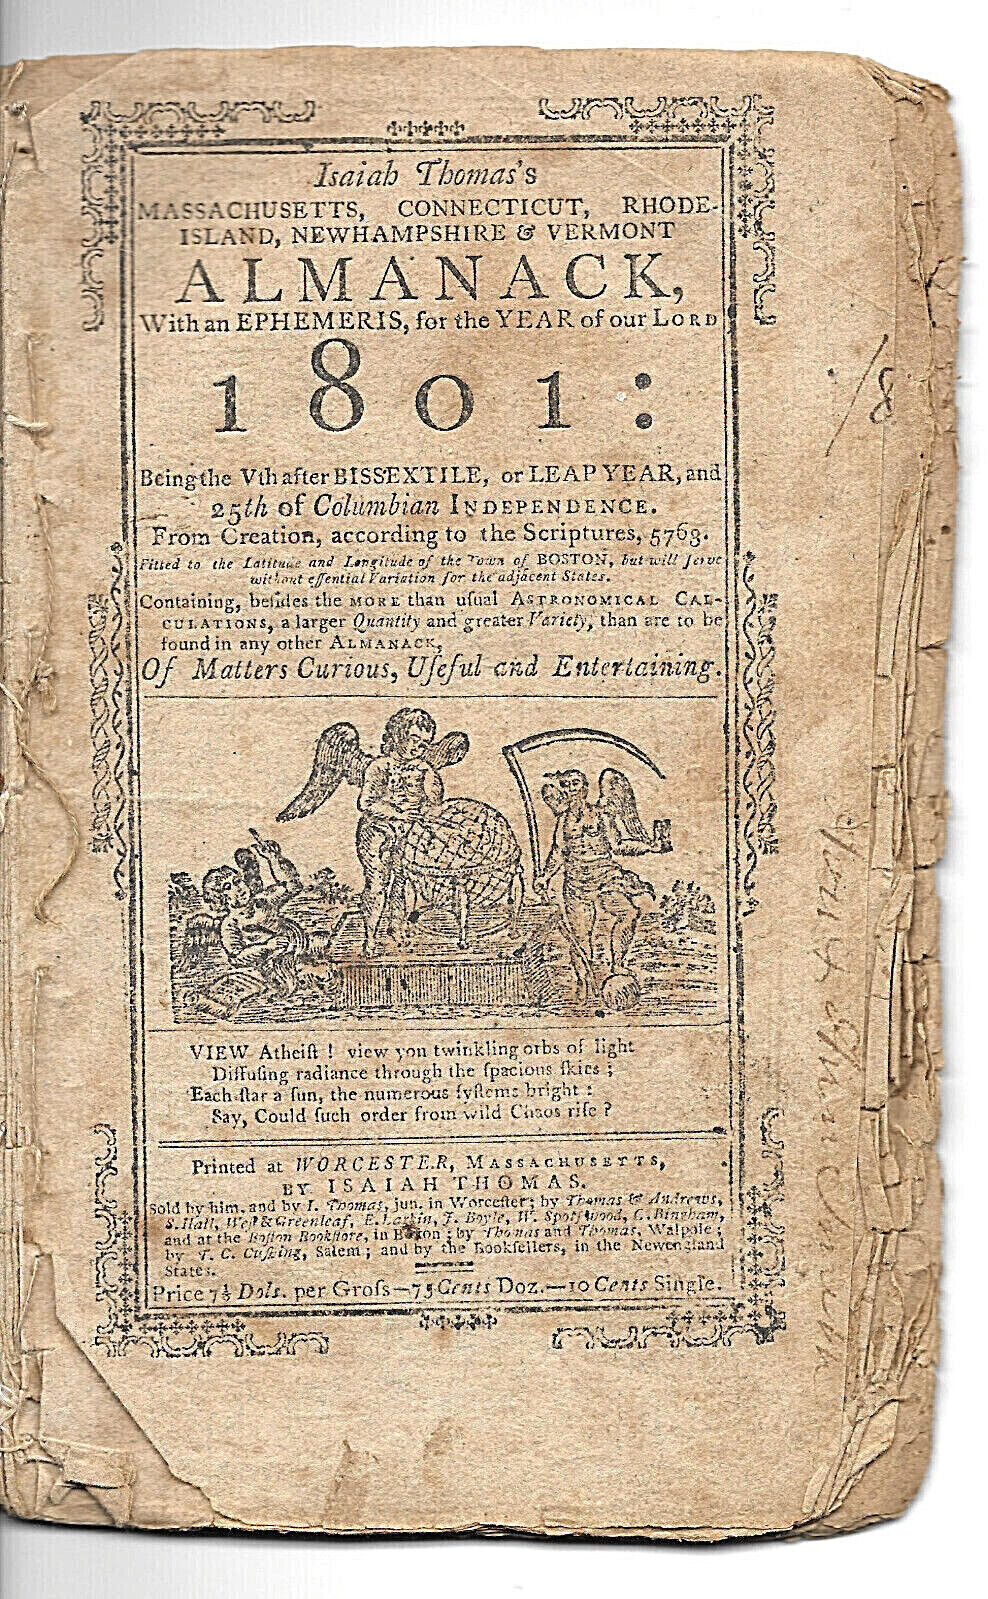 Isaiah Thomas's
MASSACHUSETTS, CONNECTICUT, RHODE-
ISLAND, NEWHAMPSHIRE & VERMONT
ALMANACK,
With an EPHEMERIS, for the YEAR of our LORD
1801:
Being the Vth after BISSEXTILE, or LEAP YEAR, and
25th of Columbian INDEPENDENCE.
From Creation, according to the Scriptures, 5763.
Fitted to the Latitude and Longitude of the Town of BOSTON, but will ſerve
without eſſential Variation for the adjacent States.
Containing, beſides the MORE than uſual ASTRONOMICAL CAL-
CULATIONS, a larger Quantity and greater Variety, than are to be
found in any other ALMANACK,
Of Matters Curious, Uſeful and Entertaining.
VIEW Atheiſt ! view yon twinkling orbs of light
Diffuſing radiance through the ſpacious ſkies ;
Each ſtar a ſun, the numerous ſyſtems bright :
Say, Could ſuch order from wild Chaos riſe ?
Printed at WORCESTER, MASSACHUSETTS,
BY ISAIAH THOMAS.
Sold by him, and by I. Thomas, jun. in Worceſter; by Thomas & Andrews,
S. Hall, Weſt & Greenleaf, E. Larkin, J. Boyle, W. Spotſwood, C. Bingham,
and at the Boſton Bookſtore, in Boſton ; by Thomas and Thomas, Walpole ;
by T. C. Cuſhing, Salem ; and by the Bookſellers, in the Newengland
States.
Price 7½ Dols. per Groſs—75 Cents Doz.—10 Cents Single.